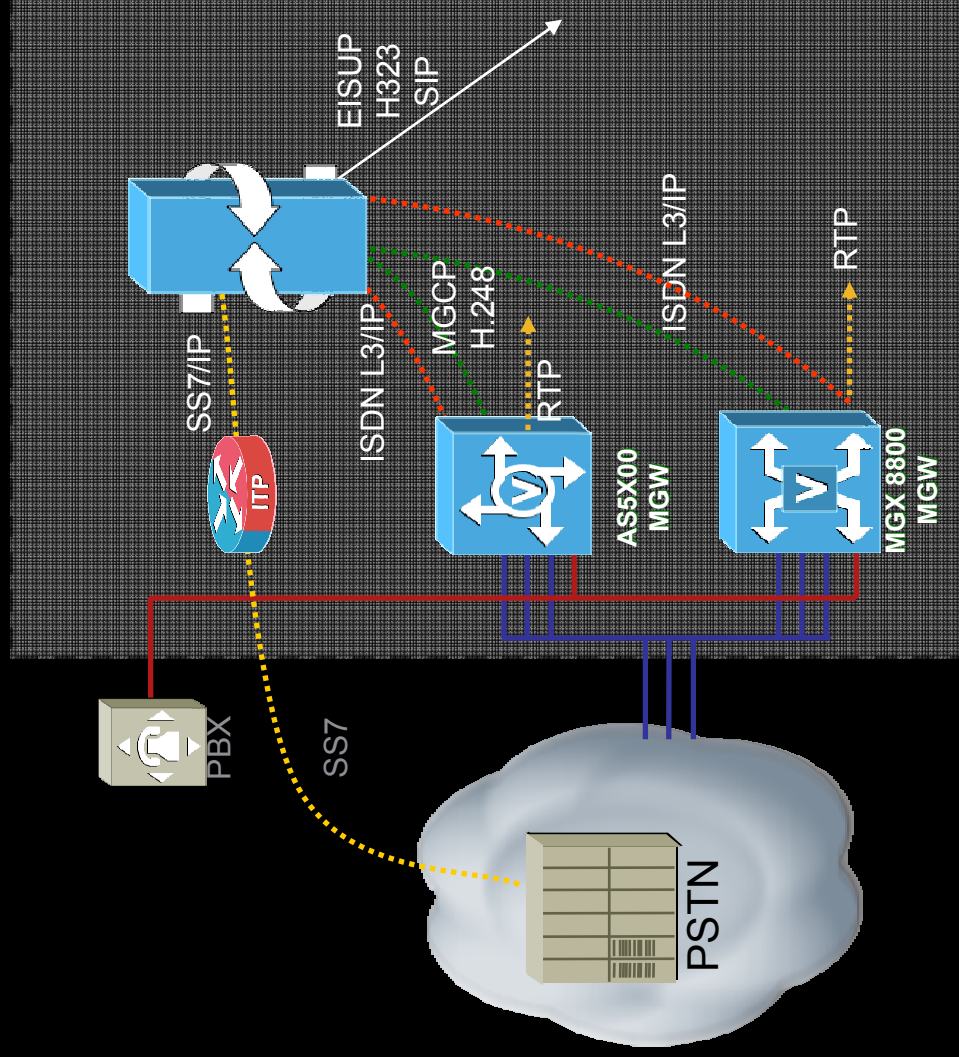 EISUP
H323
SIP
SS7/IP
ISDN L3/IP
MGCP
H.248
ISDN L3/IP
RTP
RTP
ITP
V
AS5X00
MGW
V
MGX 8800
MGW
PBX
SS7
PSTN